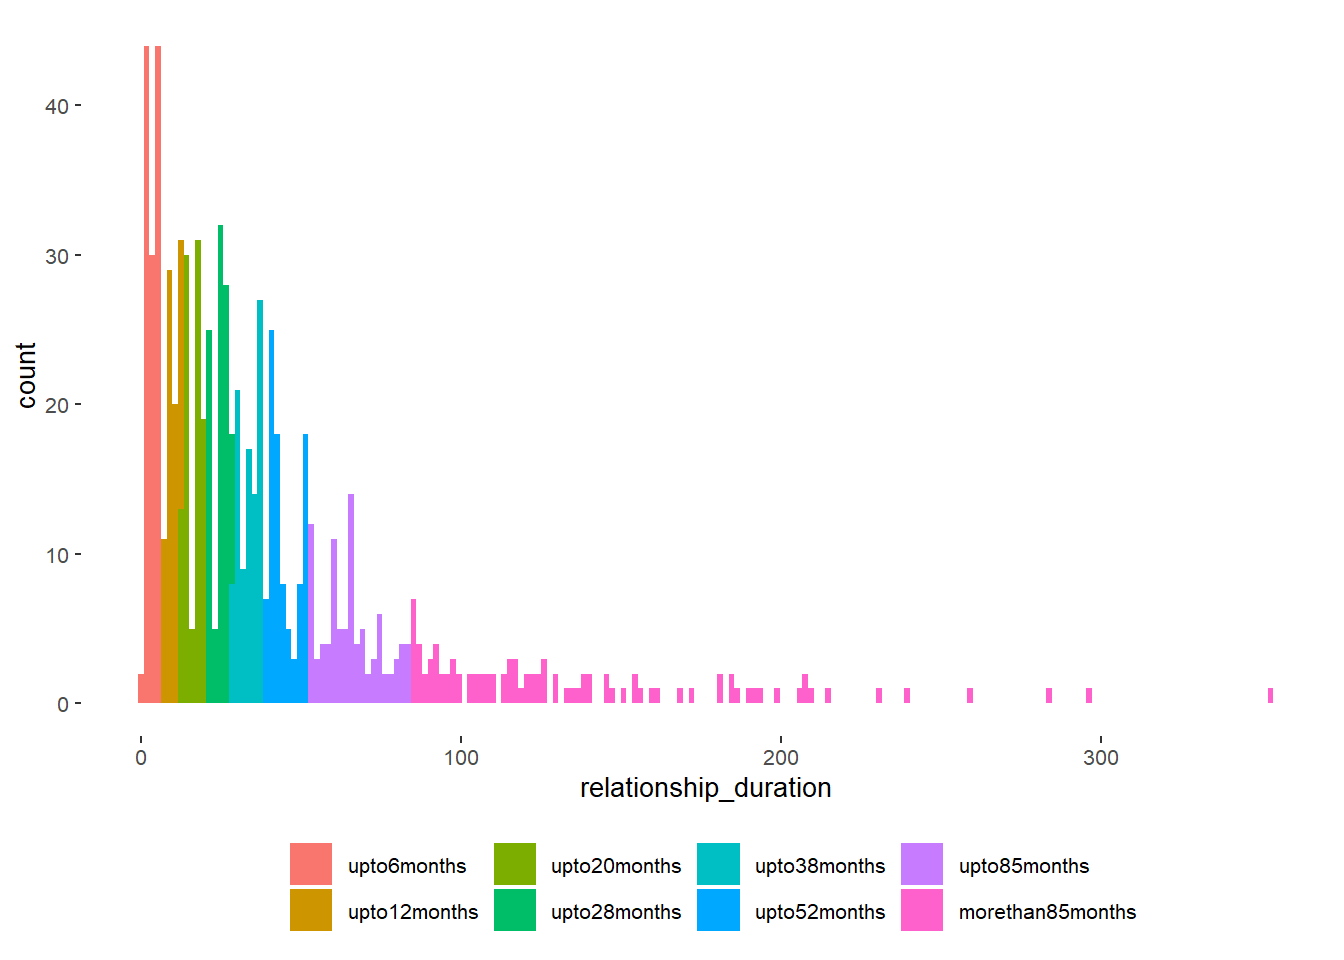 40
30
20
10
0
count
0 100 200 300
relationship_duration
upto6months upto20months upto38months upto85months
upto12months upto28months upto52months morethan85months